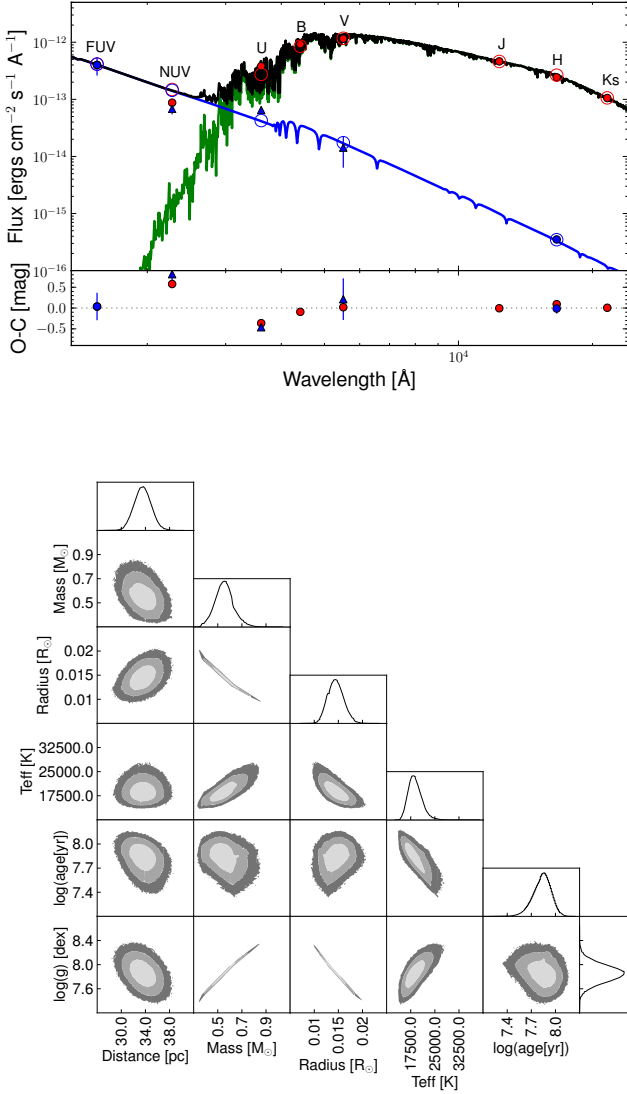 FUV
NUV
U
B
V
J
H
Ks
Flux [ergs cm⁻² s⁻¹ A⁻¹]
10⁻¹²
10⁻¹³
10⁻¹⁴
10⁻¹⁵
10⁻¹⁶
O-C [mag]
0.5
0.0
−0.5
10⁴
Wavelength [Å]
Mass [M☉]
0.9
0.7
0.5
Radius [R☉]
0.020
0.015
0.010
Teff [K]
32500.0
25000.0
17500.0
log(age[yr])
8.0
7.7
7.4
log(g) [dex]
8.4
8.0
7.6
30.0 34.0 38.0
Distance [pc]
0.5 0.7 0.9
Mass [M☉]
0.01 0.015 0.02
Radius [R☉]
17500.0 25000.0 32500.0
Teff [K]
7.4 7.7 8.0
log(age[yr])